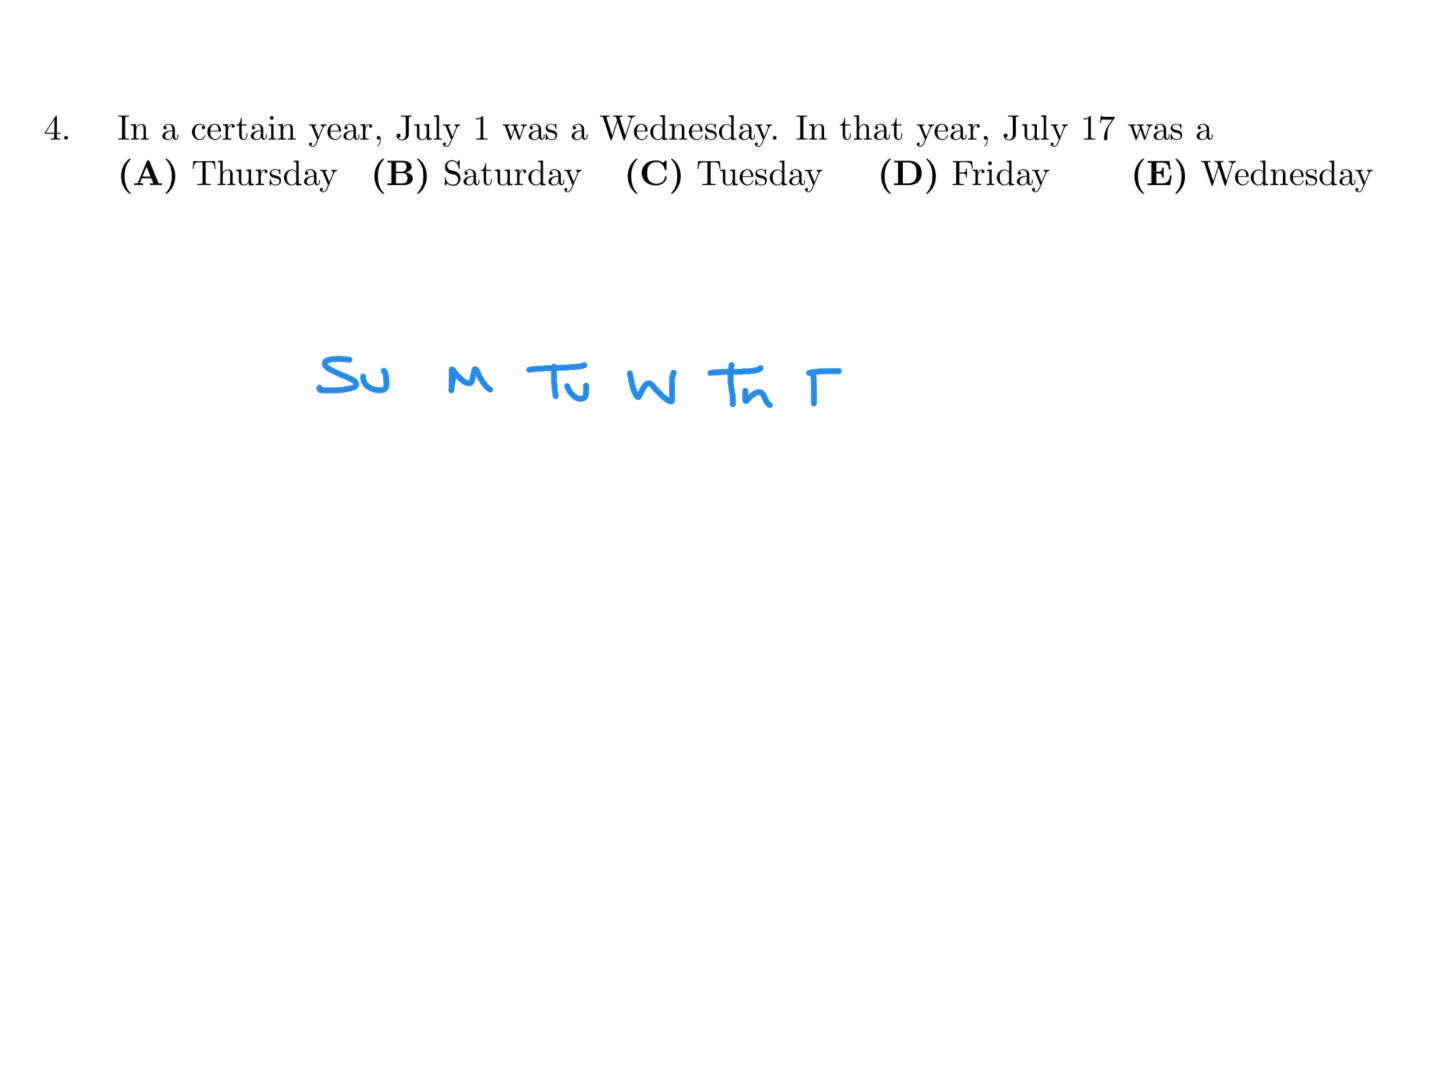 4. In a certain year, July 1 was a Wednesday. In that year, July 17 was a
(A) Thursday (B) Saturday (C) Tuesday (D) Friday (E) Wednesday
Su M Tu W Th